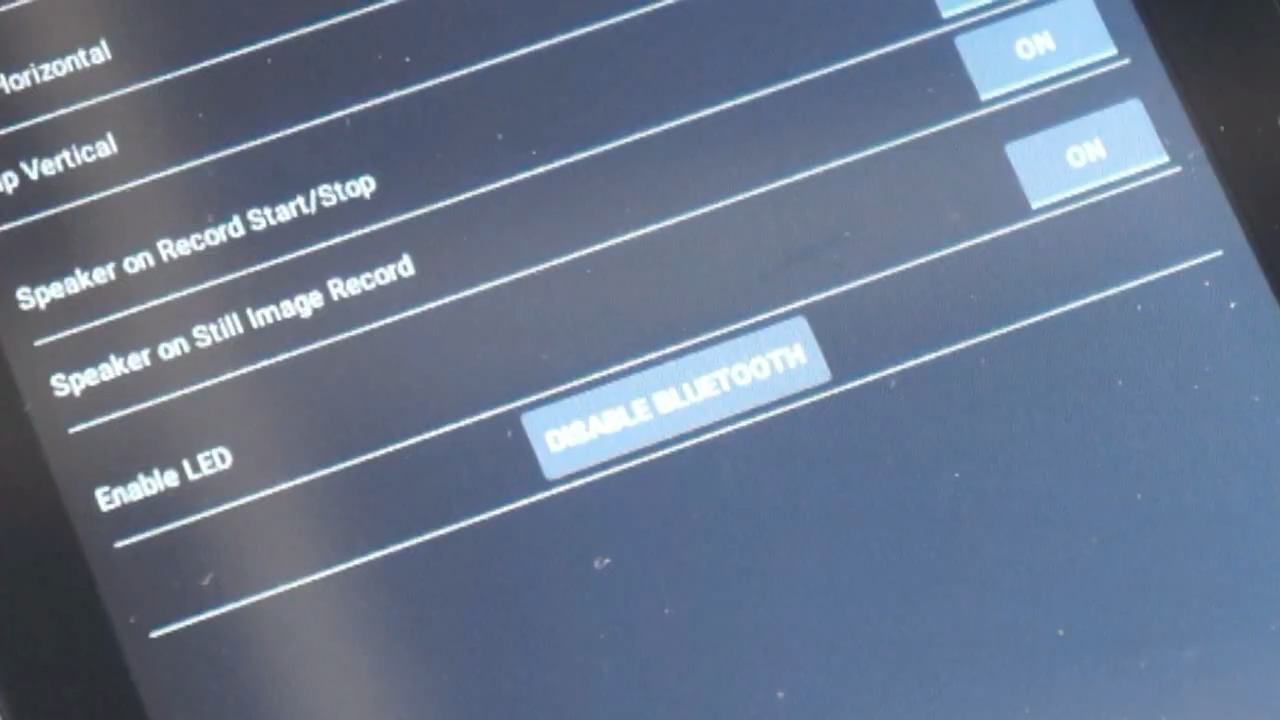 Horizontal
Vertical
Speaker on Record Start/Stop
ON
Speaker on Still Image Record
ON
Enable LED
DISABLE BLUETOOTH